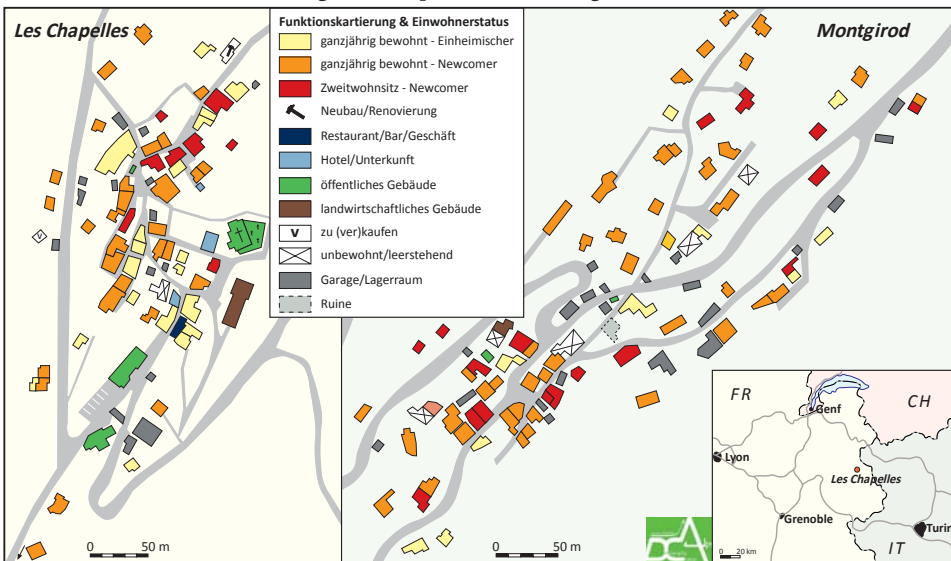 Les Chapelles
Montgirod
Funktionskartierung & Einwohnerstatus
ganzjährig bewohnt - Einheimischer
ganzjährig bewohnt - Newcomer
Zweitwohnsitz - Newcomer
Neubau/Renovierung
Restaurant/Bar/Geschäft
Hotel/Unterkunft
öffentliches Gebäude
landwirtschaftliches Gebäude
v zu (ver)kaufen
unbewohnt/leerstehend
Garage/Lagerraum
Ruine
v
0 50 m
0 50 m
FR
CH
Genf
Lyon
Les Chapelles
Grenoble
Turin
IT
0 20 km